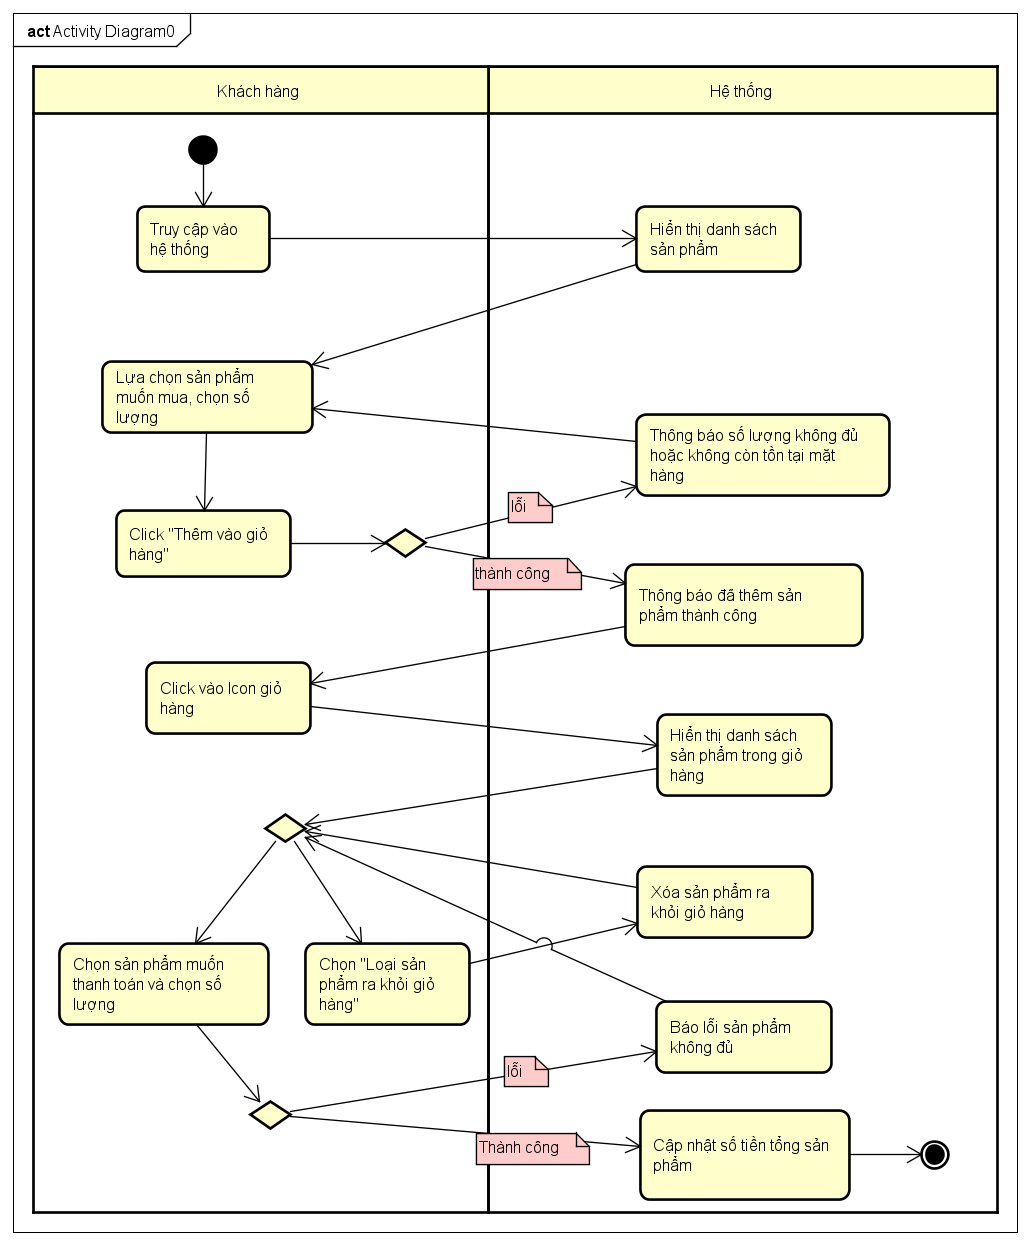 act Activity Diagram0
Khách hàng
Hệ thống
Truy cập vào
hệ thống
Hiển thị danh sách
sản phẩm
Lựa chọn sản phẩm
muốn mua, chọn số
lượng
Thông báo số lượng không đủ
hoặc không còn tồn tại mặt
hàng
lỗi
Click "Thêm vào giỏ
hàng"
thành công
Thông báo đã thêm sản
phẩm thành công
Click vào Icon giỏ
hàng
Hiển thị danh sách
sản phẩm trong giỏ
hàng
Xóa sản phẩm ra
khỏi giỏ hàng
Chọn sản phẩm muốn
thanh toán và chọn số
lượng
Chọn "Loại sản
phẩm ra khỏi giỏ
hàng"
Báo lỗi sản phẩm
không đủ
lỗi
Thành công
Cập nhật số tiền tổng sản
phẩm